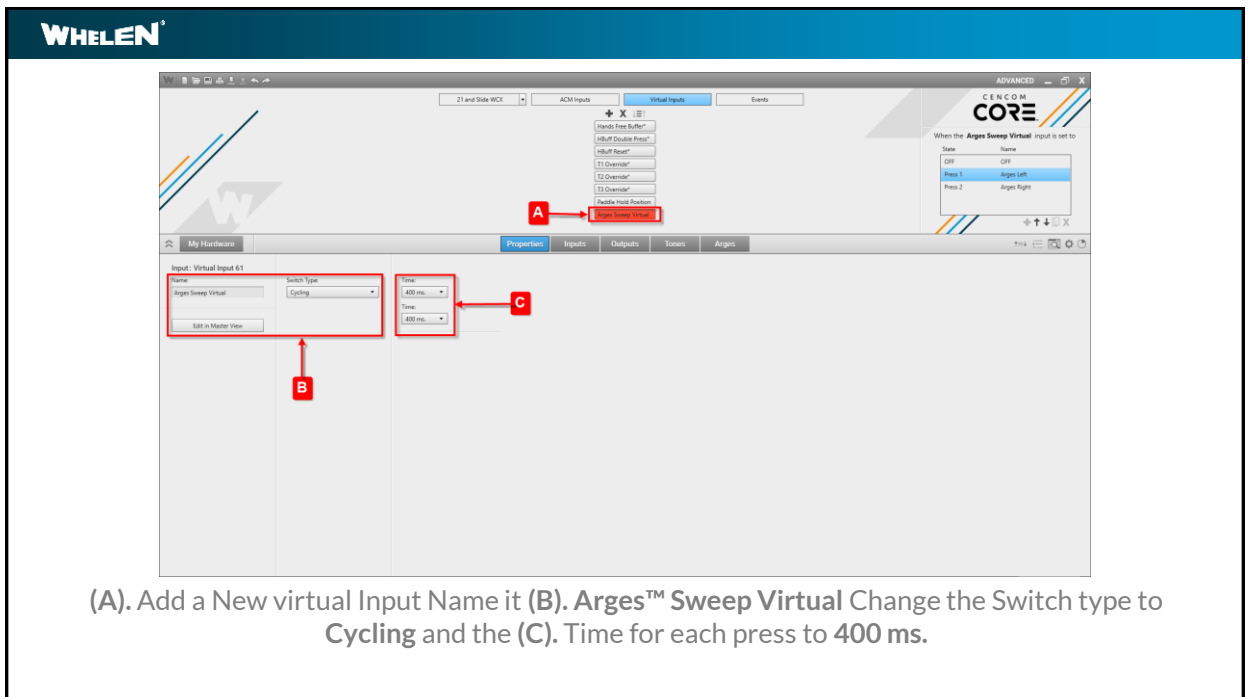 WHELEN
ADVANCED
21 and Slide WCX
ACM Inputs
Virtual Inputs
Events
CENCOM
CORE
Hands Free Buffer*
HBuff Double Press*
HBuff Reset*
T1 Override*
T2 Override*
T3 Override*
Paddle Hold Position
Arges Sweep Virtual
A
When the Arges Sweep Virtual input is set to
State Name
OFF OFF
Press 1 Arges Left
Press 2 Arges Right
My Hardware
Properties
Inputs
Outputs
Tones
Arges
Input: Virtual Input 61
Name:
Arges Sweep Virtual
Edit in Master View
Switch Type:
Cycling
Time:
400 ms.
Time:
400 ms.
C
B
(A). Add a New virtual Input Name it (B). Arges™ Sweep Virtual Change the Switch type to
Cycling and the (C). Time for each press to 400 ms.